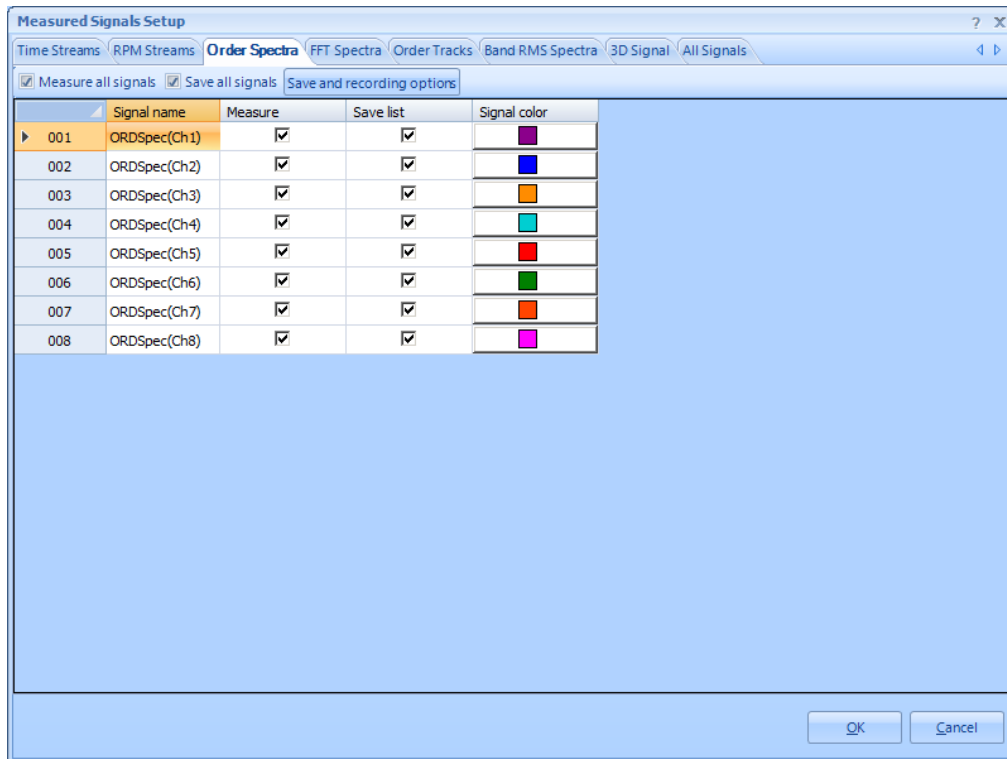 Measured Signals Setup ? X
Time Streams RPM Streams Order Spectra FFT Spectra Order Tracks Band RMS Spectra 3D Signal All Signals
Measure all signals Save all signals Save and recording options
Signal name Measure Save list Signal color
001 ORDSpec(Ch1)
002 ORDSpec(Ch2)
003 ORDSpec(Ch3)
004 ORDSpec(Ch4)
005 ORDSpec(Ch5)
006 ORDSpec(Ch6)
007 ORDSpec(Ch7)
008 ORDSpec(Ch8)
OK Cancel